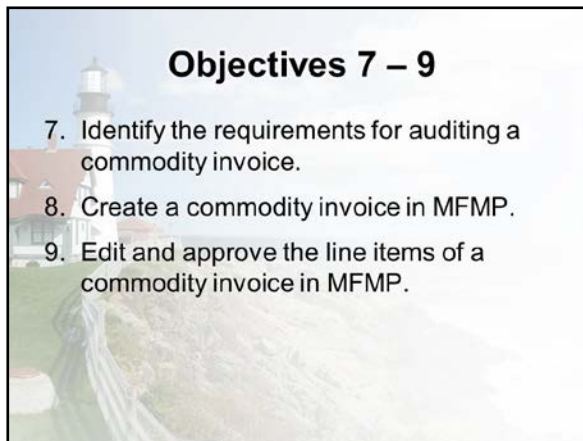 Objectives 7 – 9
7. Identify the requirements for auditing a
commodity invoice.
8. Create a commodity invoice in MFMP.
9. Edit and approve the line items of a
commodity invoice in MFMP.